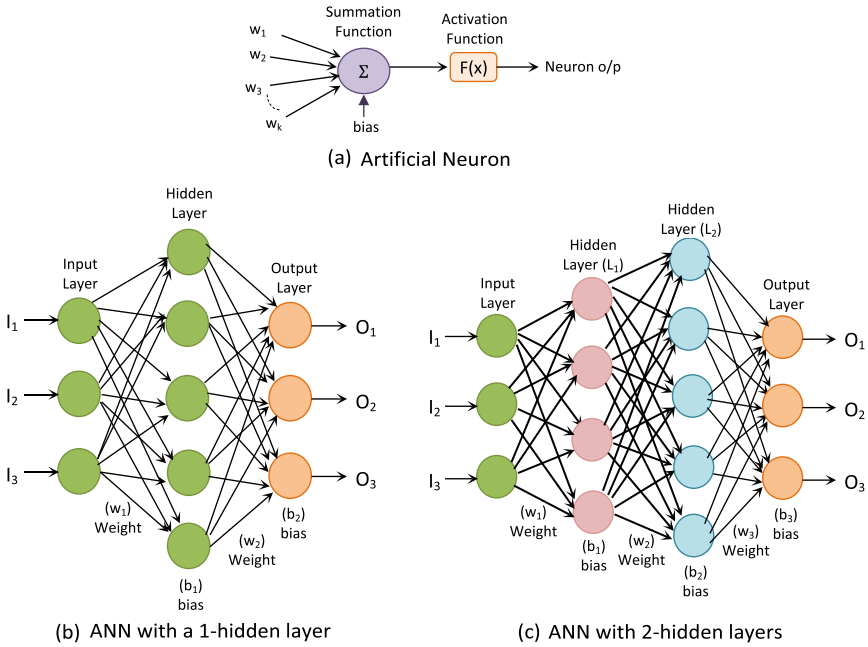 Summation
Function
Activation
Function
w₁
w₂
w₃
wₖ
Σ
F(x)
Neuron o/p
bias
(a) Artificial Neuron
Hidden
Layer
Input
Layer
Output
Layer
I₁
I₂
I₃
O₁
O₂
O₃
(w₁)
Weight
(b₁)
bias
(w₂)
Weight
(b₂)
bias
(b) ANN with a 1-hidden layer
Input
Layer
Hidden
Layer (L₁)
Hidden
Layer (L₂)
Output
Layer
I₁
I₂
I₃
O₁
O₂
O₃
(w₁)
Weight
(b₁)
bias
(w₂)
Weight
(b₂)
bias
(w₃)
Weight
(b₃)
bias
(c) ANN with 2-hidden layers